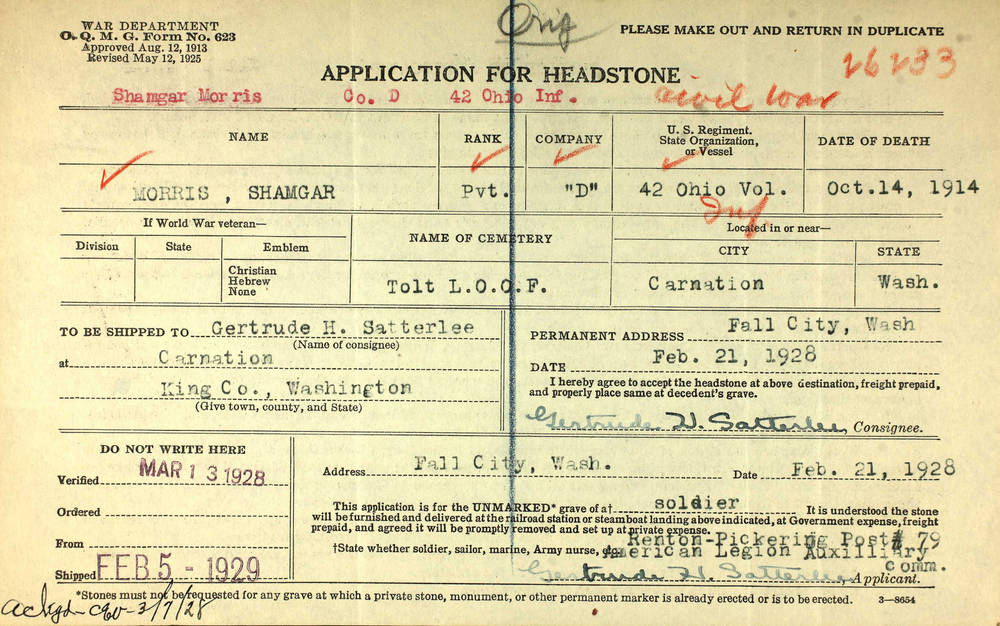 WAR DEPARTMENT
O. Q. M. G. Form No. 623
Approved Aug. 12, 1913
Revised May 12, 1925
Orig
PLEASE MAKE OUT AND RETURN IN DUPLICATE
APPLICATION FOR HEADSTONE
26233
Shamgar Morris Co. D 42 Ohio Inf. civil war
NAME
RANK
COMPANY
U. S. Regiment.
State Organization,
or Vessel
DATE OF DEATH
MORRIS , SHAMGAR
Pvt.
"D"
42 Ohio Vol.
Inf.
Oct.14, 1914
If World War veteran—
Division State Emblem
Christian
Hebrew
None
NAME OF CEMETERY
Tolt L.O.O.F.
Located in or near—
CITY STATE
Carnation Wash.
TO BE SHIPPED TO Gertrude H. Satterlee
(Name of consignee)
at Carnation
King Co., Washington
(Give town, county, and State)
PERMANENT ADDRESS Fall City, Wash
DATE Feb. 21, 1928
I hereby agree to accept the headstone at above destination, freight prepaid,
and properly place same at decedent's grave.
Gertrude H. Satterlee, Consignee.
DO NOT WRITE HERE
Verified MAR 13 1928
Ordered
From
Shipped FEB 5 - 1929
Address Fall City, Wash. Date Feb. 21, 1928
This application is for the UNMARKED* grave of a† soldier It is understood the stone
will be furnished and delivered at the railroad station or steamboat landing above indicated, at Government expense, freight
prepaid, and agreed it will be promptly removed and set up at private expense.
Renton-Pickering Post # 79
†State whether soldier, sailor, marine, Army nurse, American Legion Auxilliary
comm.
Gertrude H. Satterlee, Applicant.
*Stones must not be requested for any grave at which a private stone, monument, or other permanent marker is already erected or is to be erected. 3—8654
3/7/28